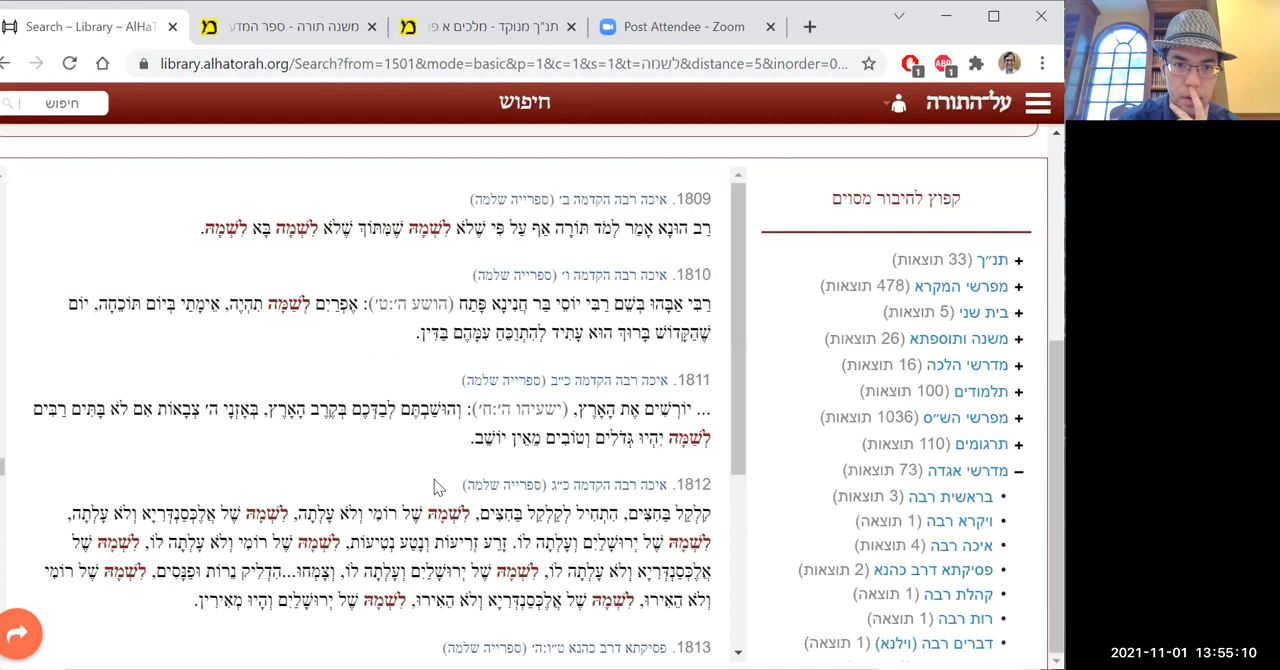 Search – Library – AlHaT
משנה תורה - ספר המדע
תנ"ך מנוקד - מלכים א פ
Post Attendee - Zoom
library.alhatorah.org/Search?from=1501&mode=basic&p=1&c=1&s=1&t=לשמה&distance=5&inorder=0...
1
1
חיפוש
חיפוש
על־התורה
1809. איכה רבה הקדמה ב׳ (ספרייה שלמה)
רַב הוּנָא אָמַר לְמֹד תּוֹרָה אַף עַל פִּי שֶׁלֹא לִשְׁמָהּ שֶׁמִּתּוֹךְ שֶׁלֹא לִשְׁמָהּ בָּא לִשְׁמָהּ.
1810. איכה רבה הקדמה ו׳ (ספרייה שלמה)
רַבִּי אַבָּהוּ בְּשֵׁם רַבִּי יוֹסֵי בַּר חֲנִינָא פָּתַח (הושע ה׳:ט׳): אֶפְרַיִם לְשַׁמָּה תִהְיֶה, אֵימָתַי בְּיוֹם תּוֹכֵחָה, יוֹם
שֶׁהַקָּדוֹשׁ בָּרוּךְ הוּא עָתִיד לְהִתְוַכֵּחַ עִמָּהֶם בַּדִּין.
1811. איכה רבה הקדמה כ״ב (ספרייה שלמה)
... יוֹרְשִׁים אֶת הָאָרֶץ, (ישעיהו ה׳:ח׳): וְהוּשַׁבְתֶּם לְבַדְּכֶם בְּקֶרֶב הָאָרֶץ, בְּאָזְנָי ה׳ צְבָאוֹת אִם לֹא בָּתִּים רַבִּים
לְשַׁמָּה יִהְיוּ גְּדֹלִים וְטוֹבִים מֵאֵין יוֹשֵׁב.
1812. איכה רבה הקדמה כ״ג (ספרייה שלמה)
קִלְקֵל בַּחִצִּים, הִתְחִיל לְקַלְקֵל בַּחִצִּים, לִשְׁמָהּ שֶׁל רוֹמִי וְלֹא עָלְתָה, לִשְׁמָהּ שֶׁל אֲלֶכְּסַנְדְּרִיָּא וְלֹא עָלְתָה,
לִשְׁמָהּ שֶׁל יְרוּשָׁלַיִם וְעָלְתָה לוֹ. זָרַע זְרִיעוֹת וְנָטַע נְטִיעוֹת, לִשְׁמָהּ שֶׁל רוֹמִי וְלֹא עָלְתָה לוֹ, לִשְׁמָהּ שֶׁל
אֲלֶכְּסַנְדְּרִיָּא וְלֹא עָלְתָה לוֹ, לִשְׁמָהּ שֶׁל יְרוּשָׁלַיִם וְעָלְתָה לוֹ, וְצָמְחוּ...הִדְלִיק נֵרוֹת וּפַנָּסִים, לִשְׁמָהּ שֶׁל רוֹמִי
וְלֹא הֵאִירוּ, לִשְׁמָהּ שֶׁל אֲלֶכְּסַנְדְּרִיָּא וְלֹא הֵאִירוּ, לִשְׁמָהּ שֶׁל יְרוּשָׁלַיִם וְהָיוּ מְאִירִין.
1813. פסיקתא דרב כהנא ט״ו:ה׳ (ספרייה שלמה)
קפוץ לחיבור מסוים
תנ״ך (33 תוצאות)
מפרשי המקרא (478 תוצאות)
בית שני (5 תוצאות)
משנה ותוספתא (26 תוצאות)
מדרשי הלכה (16 תוצאות)
תלמודים (100 תוצאות)
מפרשי הש״ס (1036 תוצאות)
תרגומים (110 תוצאות)
מדרשי אגדה (73 תוצאות)
בראשית רבה (3 תוצאות)
ויקרא רבה (1 תוצאה)
איכה רבה (4 תוצאות)
פסיקתא דרב כהנא (2 תוצאות)
קהלת רבה (1 תוצאה)
רות רבה (1 תוצאה)
דברים רבה (וילנא) (1 תוצאה)
2021-11-01 13:55:10